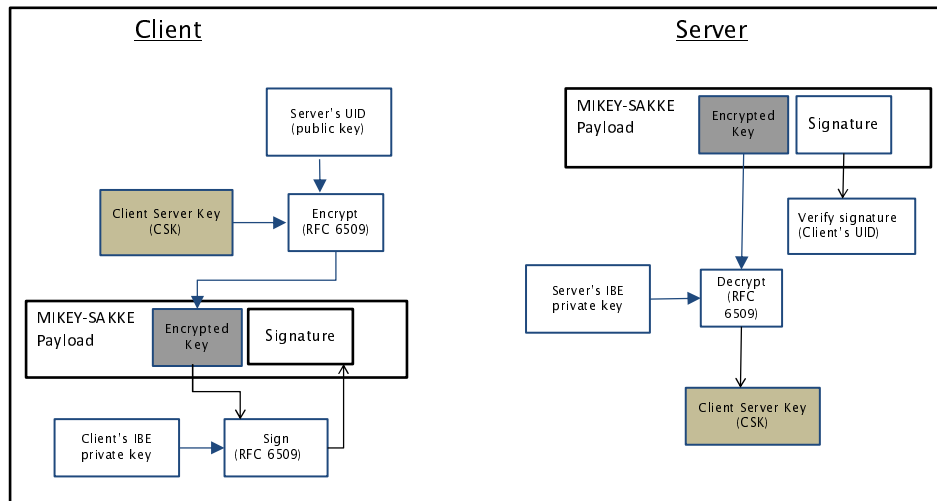 Client
Server's UID
(public key)
Client Server Key
(CSK)
Encrypt
(RFC 6509)
MIKEY-SAKKE
Payload
Encrypted
Key
Signature
Client's IBE
private key
Sign
(RFC 6509)
Server
MIKEY-SAKKE
Payload
Encrypted
Key
Signature
Verify signature
(Client's UID)
Server's IBE
private key
Decrypt
(RFC
6509)
Client Server Key
(CSK)